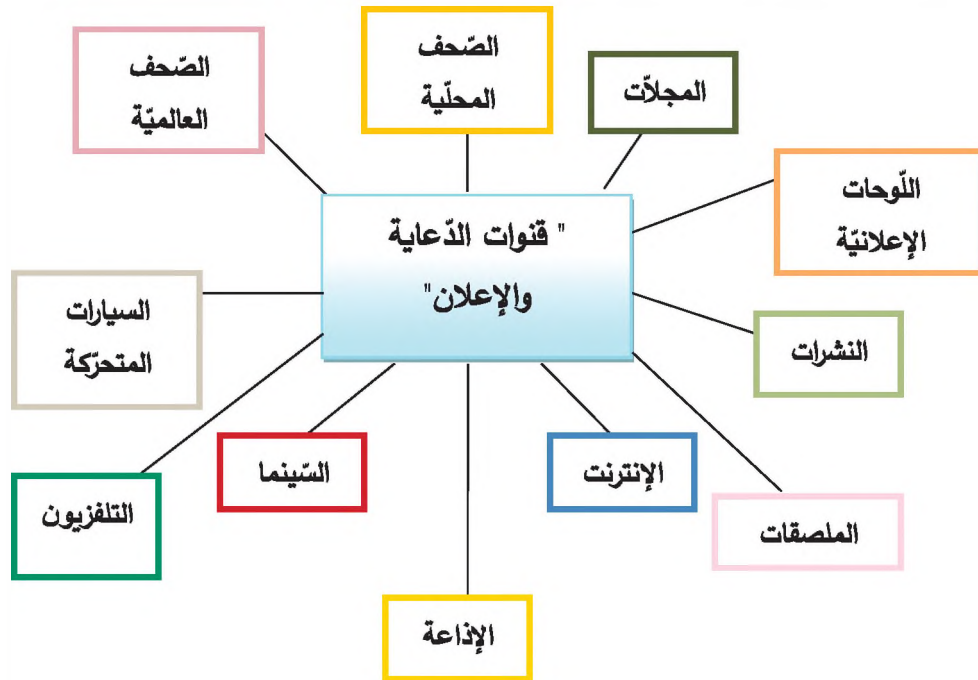 الصّحف
المحلّية
المجلاّت
الصّحف
العالميّة
اللّوحات
الإعلانيّة
" قنوات الدّعاية
والإعلان"
السيارات
المتحرّكة
النشرات
السّينما
الإنترنت
التلفزيون
الملصقات
الإذاعة